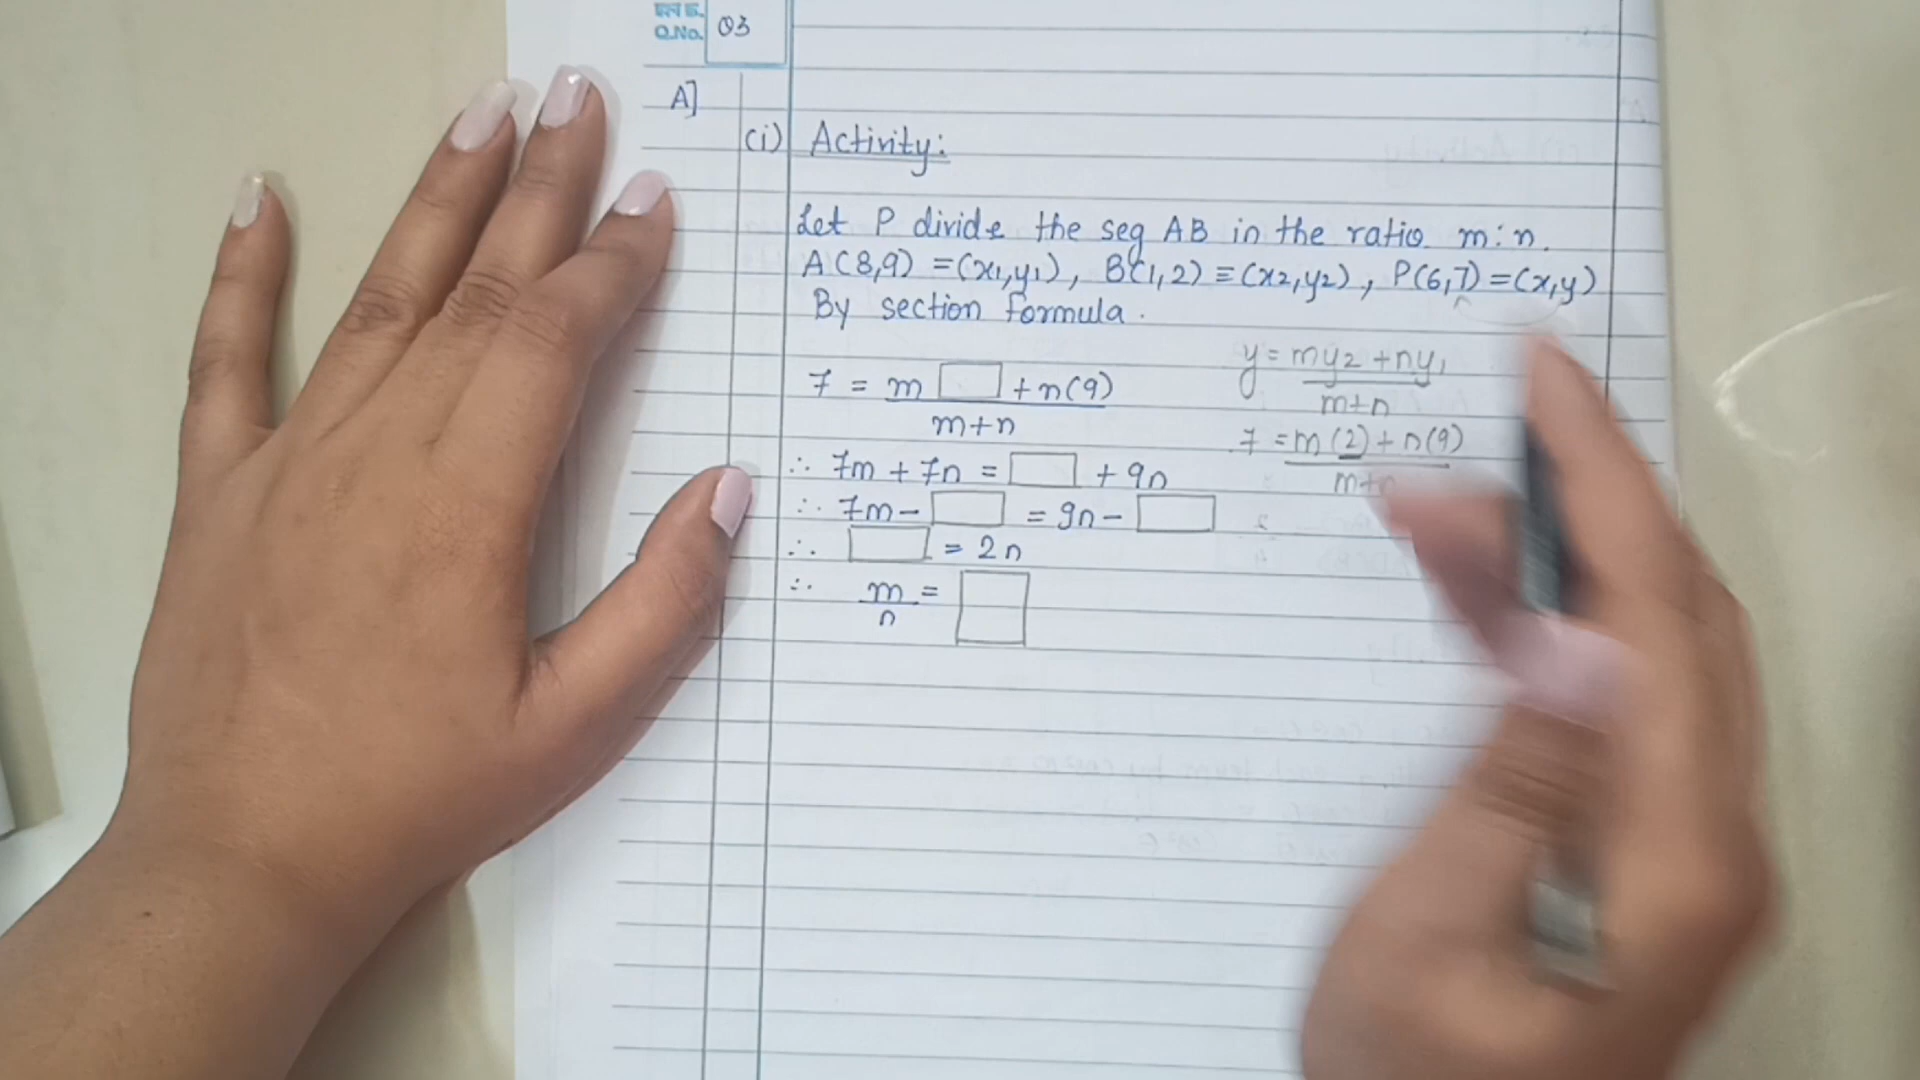 Q.No. 03
A]
(i) Activity:
Let P divide the seg AB in the ratio m:n.
A(8,9) =(x₁,y₁), B(1,2) ≡(x₂,y₂), P(6,7)=(x,y)
By section formula.
7 = m □ +n(9) / m+n
y= my₂ +ny₁ / m+n
7 =m(2)+n(9) / m+n
∴ 7m + 7n = □ + 9n
∴ 7m − □ = 9n − □
∴ □ = 2n
∴ m/n = □